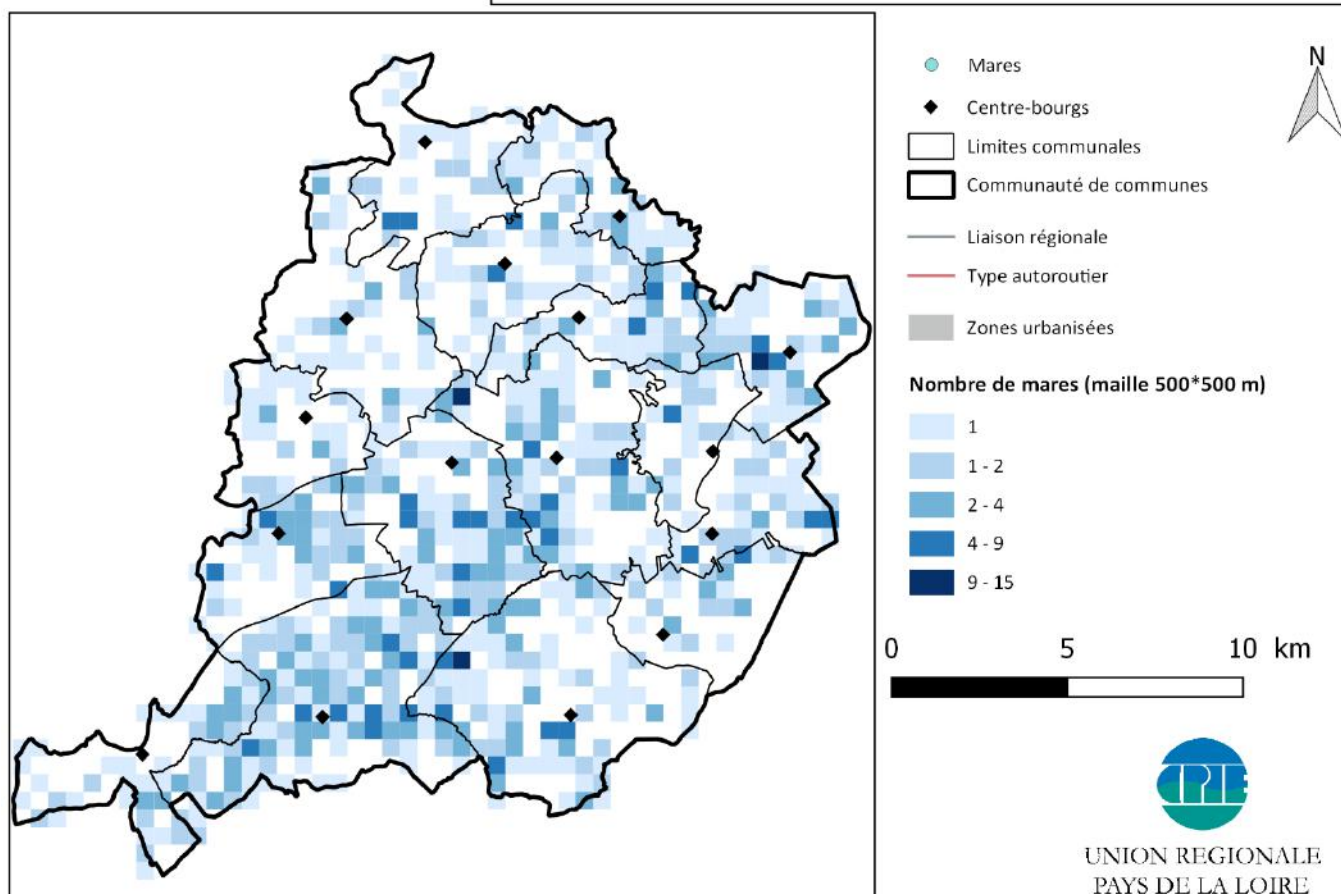 N
Mares
Centre-bourgs
Limites communales
Communauté de communes
Liaison régionale
Type autoroutier
Zones urbanisées
Nombre de mares (maille 500*500 m)
1
1 - 2
2 - 4
4 - 9
9 - 15
0 5 10 km
CPIE
UNION REGIONALE
PAYS DE LA LOIRE